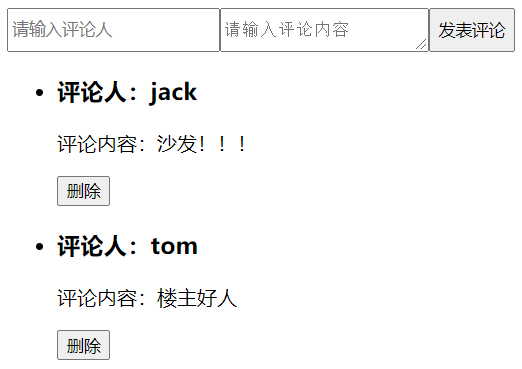 请输入评论人 请输入评论内容 发表评论
评论人：jack
评论内容：沙发！！！
删除
评论人：tom
评论内容：楼主好人
删除